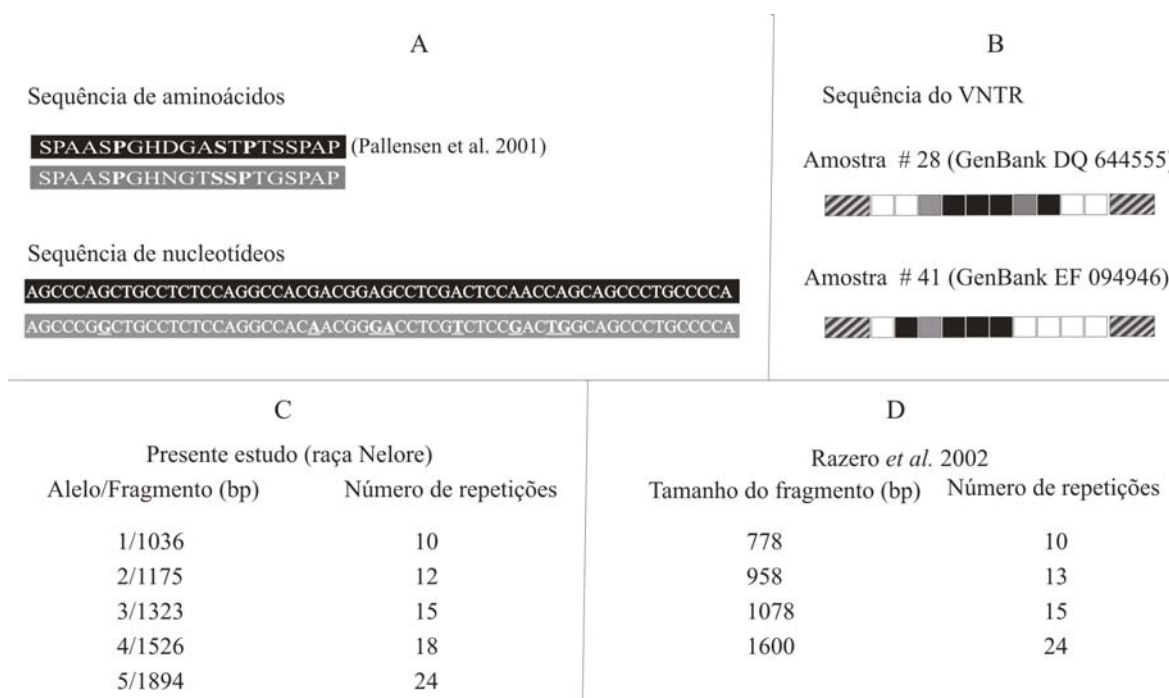 A
Sequência de aminoácidos
SPAASPGHDGASTPTSSPAP (Pallensen et al. 2001)
SPAASPGHNGTSSPTGSPAP
Sequência de nucleotídeos
AGCCCAGCTGCCTCTCCAGGCCACGACGGAGCCTCGACTCCAACCAGCAGCCCTGCCCCA
AGCCCGGCTGCCTCTCCAGGCCACAACGGGACCTCGTCTCCGACTGGCAGCCCTGCCCCA
B
Sequência do VNTR
Amostra # 28 (GenBank DQ 644555)
Amostra # 41 (GenBank EF 094946)
C
Presente estudo (raça Nelore)
Alelo/Fragmento (bp) Número de repetições
1/1036 10
2/1175 12
3/1323 15
4/1526 18
5/1894 24
D
Razero et al. 2002
Tamanho do fragmento (bp) Número de repetições
778 10
958 13
1078 15
1600 24